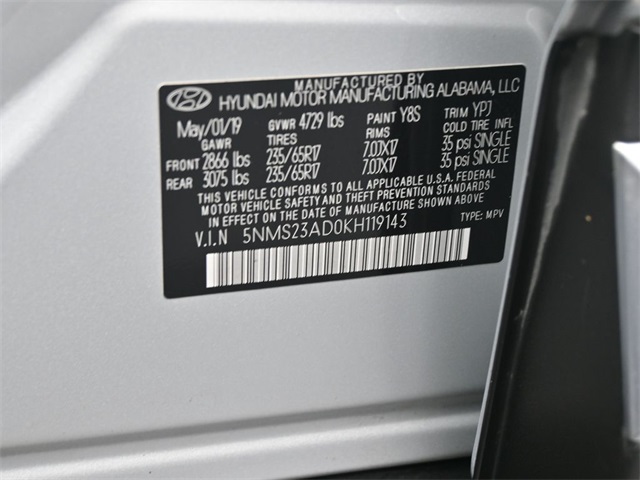 MANUFACTURED BY
HYUNDAI MOTOR MANUFACTURING ALABAMA, LLC
May/01/19 GVWR 4729 lbs PAINT Y8S TRIM YPJ
GAWR TIRES RIMS COLD TIRE INFL
FRONT 2866 lbs 235/65R17 7.0JX17 35 psi SINGLE
REAR 3075 lbs 235/65R17 7.0JX17 35 psi SINGLE
THIS VEHICLE CONFORMS TO ALL APPLICABLE U.S.A. FEDERAL
MOTOR VEHICLE SAFETY AND THEFT PREVENTION STANDARDS
IN EFFECT ON THE DATE OF MANUFACTURE SHOWN ABOVE
V.I.N 5NMS23AD0KH119143 TYPE: MPV